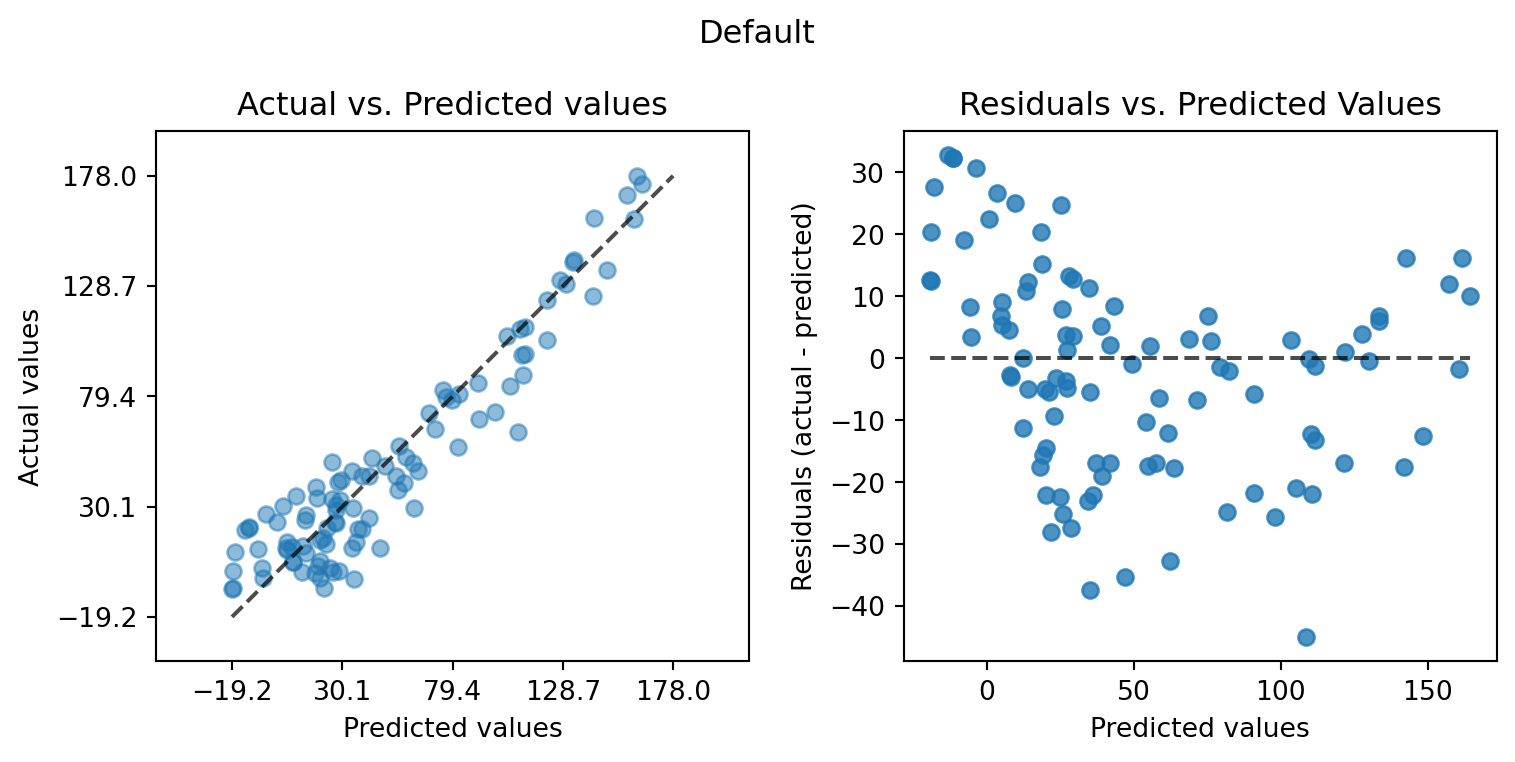 Default
Actual vs. Predicted values
Actual values
178.0
128.7
79.4
30.1
−19.2
−19.2 30.1 79.4 128.7 178.0
Predicted values
Residuals vs. Predicted Values
Residuals (actual - predicted)
30
20
10
0
−10
−20
−30
−40
0 50 100 150
Predicted values